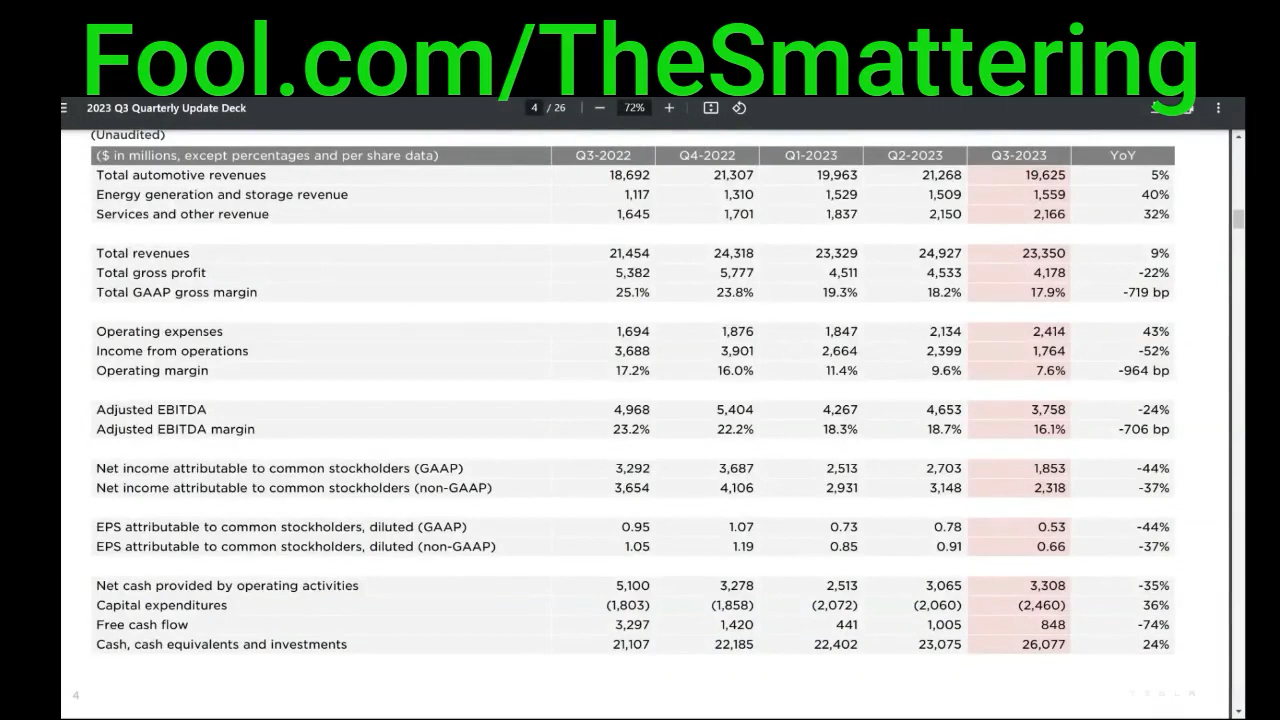 Fool.com/TheSmattering
2023 Q3 Quarterly Update Deck 4 / 26 72%
(Unaudited)
($ in millions, except percentages and per share data) Q3-2022 Q4-2022 Q1-2023 Q2-2023 Q3-2023 YoY
Total automotive revenues 18,692 21,307 19,963 21,268 19,625 5%
Energy generation and storage revenue 1,117 1,310 1,529 1,509 1,559 40%
Services and other revenue 1,645 1,701 1,837 2,150 2,166 32%
Total revenues 21,454 24,318 23,329 24,927 23,350 9%
Total gross profit 5,382 5,777 4,511 4,533 4,178 -22%
Total GAAP gross margin 25.1% 23.8% 19.3% 18.2% 17.9% -719 bp
Operating expenses 1,694 1,876 1,847 2,134 2,414 43%
Income from operations 3,688 3,901 2,664 2,399 1,764 -52%
Operating margin 17.2% 16.0% 11.4% 9.6% 7.6% -964 bp
Adjusted EBITDA 4,968 5,404 4,267 4,653 3,758 -24%
Adjusted EBITDA margin 23.2% 22.2% 18.3% 18.7% 16.1% -706 bp
Net income attributable to common stockholders (GAAP) 3,292 3,687 2,513 2,703 1,853 -44%
Net income attributable to common stockholders (non-GAAP) 3,654 4,106 2,931 3,148 2,318 -37%
EPS attributable to common stockholders, diluted (GAAP) 0.95 1.07 0.73 0.78 0.53 -44%
EPS attributable to common stockholders, diluted (non-GAAP) 1.05 1.19 0.85 0.91 0.66 -37%
Net cash provided by operating activities 5,100 3,278 2,513 3,065 3,308 -35%
Capital expenditures (1,803) (1,858) (2,072) (2,060) (2,460) 36%
Free cash flow 3,297 1,420 441 1,005 848 -74%
Cash, cash equivalents and investments 21,107 22,185 22,402 23,075 26,077 24%
4 TESLA